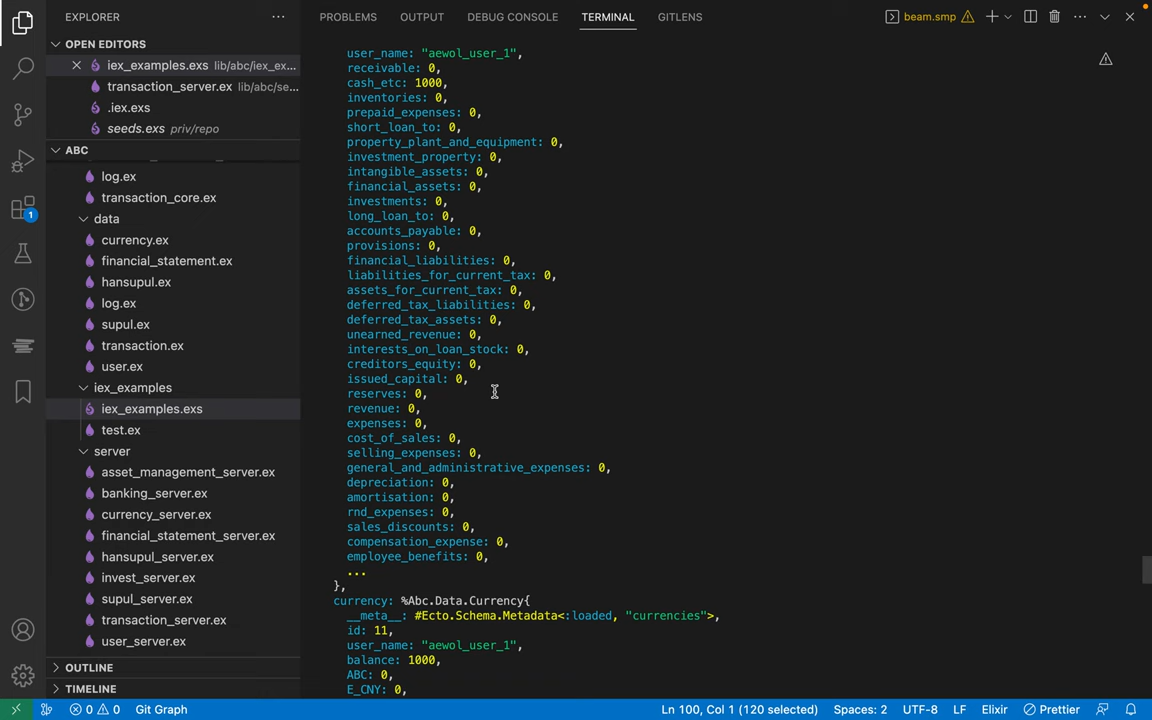 EXPLORER
OPEN EDITORS
iex_examples.exs lib/abc/iex_ex...
transaction_server.ex lib/abc/se...
.iex.exs
seeds.exs priv/repo
ABC
log.ex
transaction_core.ex
data
currency.ex
financial_statement.ex
hansupul.ex
log.ex
supul.ex
transaction.ex
user.ex
iex_examples
iex_examples.exs
test.ex
server
asset_management_server.ex
banking_server.ex
currency_server.ex
financial_statement_server.ex
hansupul_server.ex
invest_server.ex
supul_server.ex
transaction_server.ex
user_server.ex
OUTLINE
TIMELINE
1
PROBLEMS OUTPUT DEBUG CONSOLE TERMINAL GITLENS
beam.smp
user_name: "aewol_user_1",
receivable: 0,
cash_etc: 1000,
inventories: 0,
prepaid_expenses: 0,
short_loan_to: 0,
property_plant_and_equipment: 0,
investment_property: 0,
intangible_assets: 0,
financial_assets: 0,
investments: 0,
long_loan_to: 0,
accounts_payable: 0,
provisions: 0,
financial_liabilities: 0,
liabilities_for_current_tax: 0,
assets_for_current_tax: 0,
deferred_tax_liabilities: 0,
deferred_tax_assets: 0,
unearned_revenue: 0,
interests_on_loan_stock: 0,
creditors_equity: 0,
issued_capital: 0,
reserves: 0,
revenue: 0,
expenses: 0,
cost_of_sales: 0,
selling_expenses: 0,
general_and_administrative_expenses: 0,
depreciation: 0,
amortisation: 0,
rnd_expenses: 0,
sales_discounts: 0,
compensation_expense: 0,
employee_benefits: 0,
...
},
currency: %Abc.Data.Currency{
__meta__: #Ecto.Schema.Metadata<:loaded, "currencies">,
id: 11,
user_name: "aewol_user_1",
balance: 1000,
ABC: 0,
E_CNY: 0,
0 0 Git Graph Ln 100, Col 1 (120 selected) Spaces: 2 UTF-8 LF Elixir Prettier